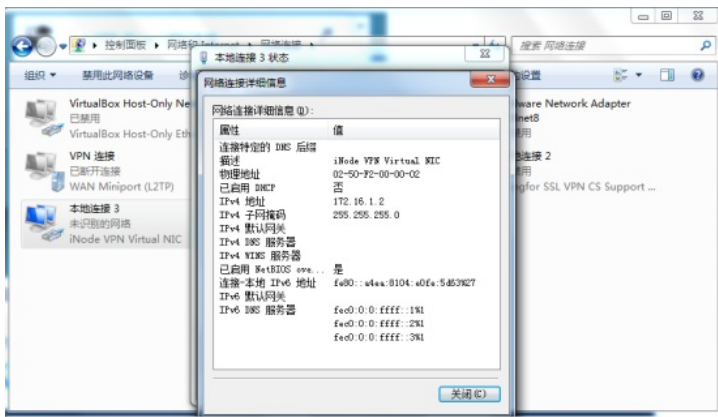 控制面板
网络连接
搜索 网络连接
本地连接 3 状态
组织
禁用此网络设备
网络连接详细信息
网络连接详细信息(D):
属性
值
连接特定的 DNS 后缀
描述
iNode VPN Virtual NIC
物理地址
02-50-F2-00-00-02
已启用 DHCP
否
IPv4 地址
172.16.1.2
IPv4 子网掩码
255.255.255.0
IPv4 默认网关
IPv4 DNS 服务器
IPv4 WINS 服务器
已启用 NetBIOS ove...
是
连接-本地 IPv6 地址
IPv6 默认网关
IPv6 DNS 服务器
fec0:0:0:ffff::1%1
fec0:0:0:ffff::2%1
fec0:0:0:ffff::3%1
关闭(C)
VirtualBox Host-Only Ne
已禁用
VirtualBox Host-Only Eth
VPN 连接
已断开连接
WAN Miniport (L2TP)
本地连接 3
未识别的网络
iNode VPN Virtual NIC
ware Network Adapter
net8
连接 2
gfor SSL VPN CS Support ...